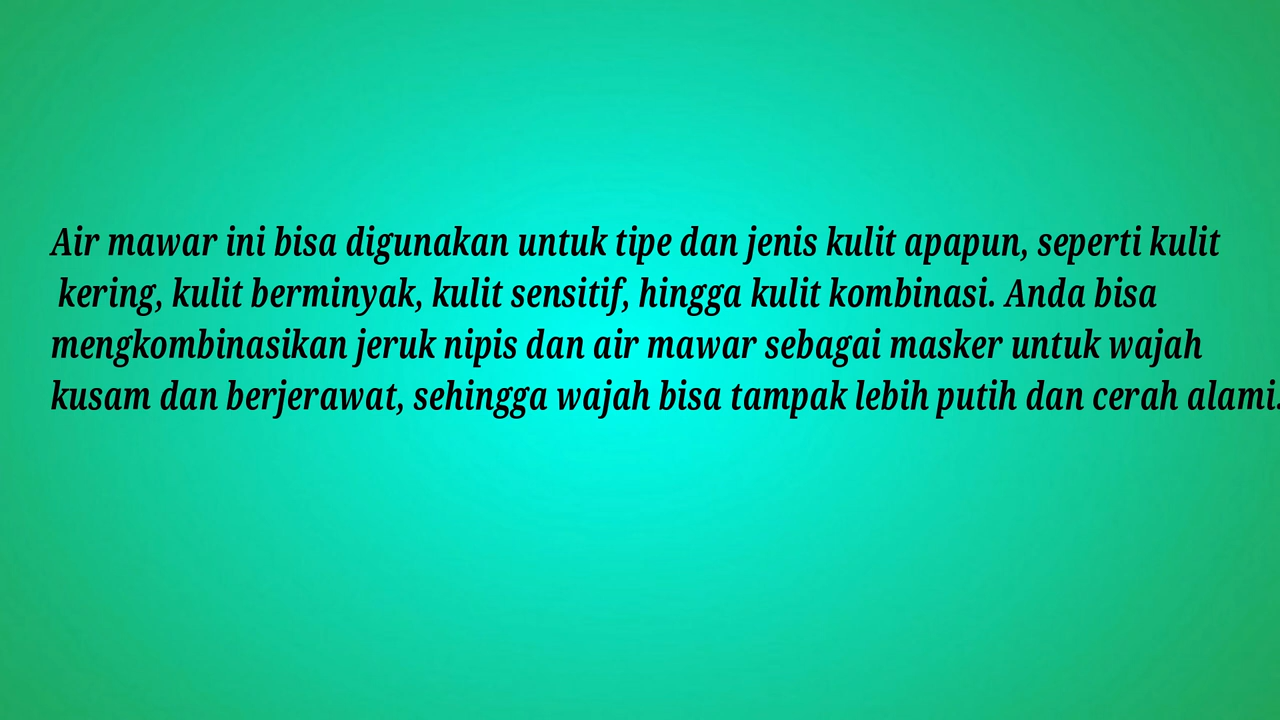 Air mawar ini bisa digunakan untuk tipe dan jenis kulit apapun, seperti kulit
kering, kulit berminyak, kulit sensitif, hingga kulit kombinasi. Anda bisa
mengkombinasikan jeruk nipis dan air mawar sebagai masker untuk wajah
kusam dan berjerawat, sehingga wajah bisa tampak lebih putih dan cerah alami.